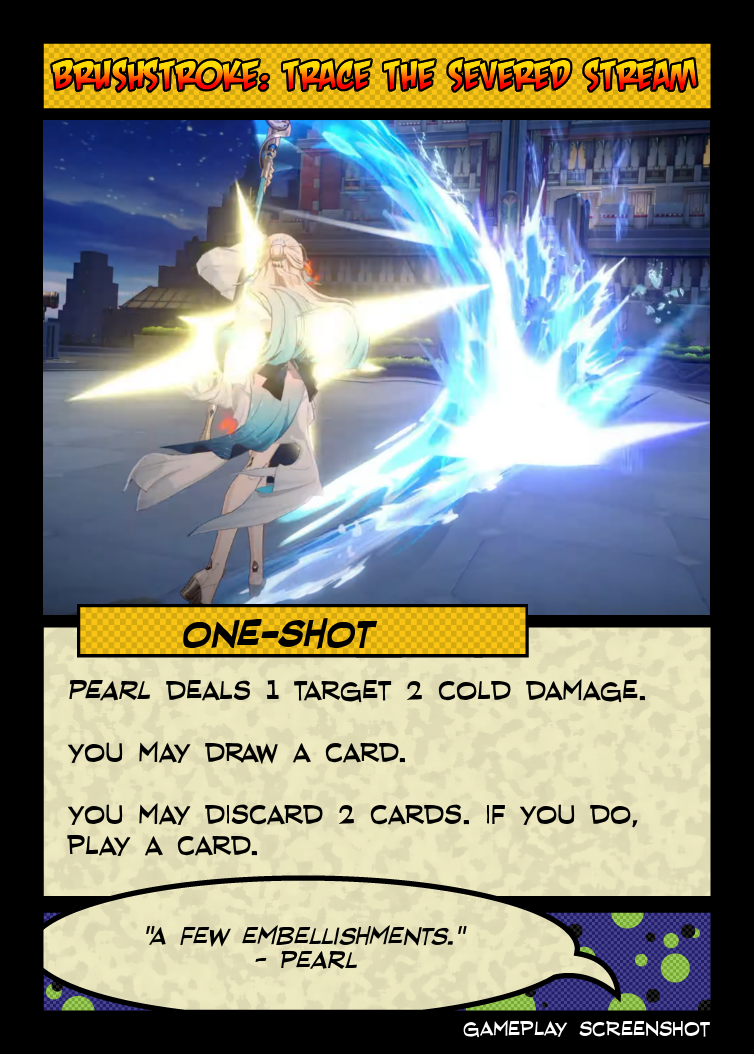 BRUSHSTROKE: TRACE THE SEVERED STREAM
ONE-SHOT
PEARL DEALS 1 TARGET 2 COLD DAMAGE.
YOU MAY DRAW A CARD.
YOU MAY DISCARD 2 CARDS. IF YOU DO,
PLAY A CARD.
"A FEW EMBELLISHMENTS."
- PEARL
GAMEPLAY SCREENSHOT